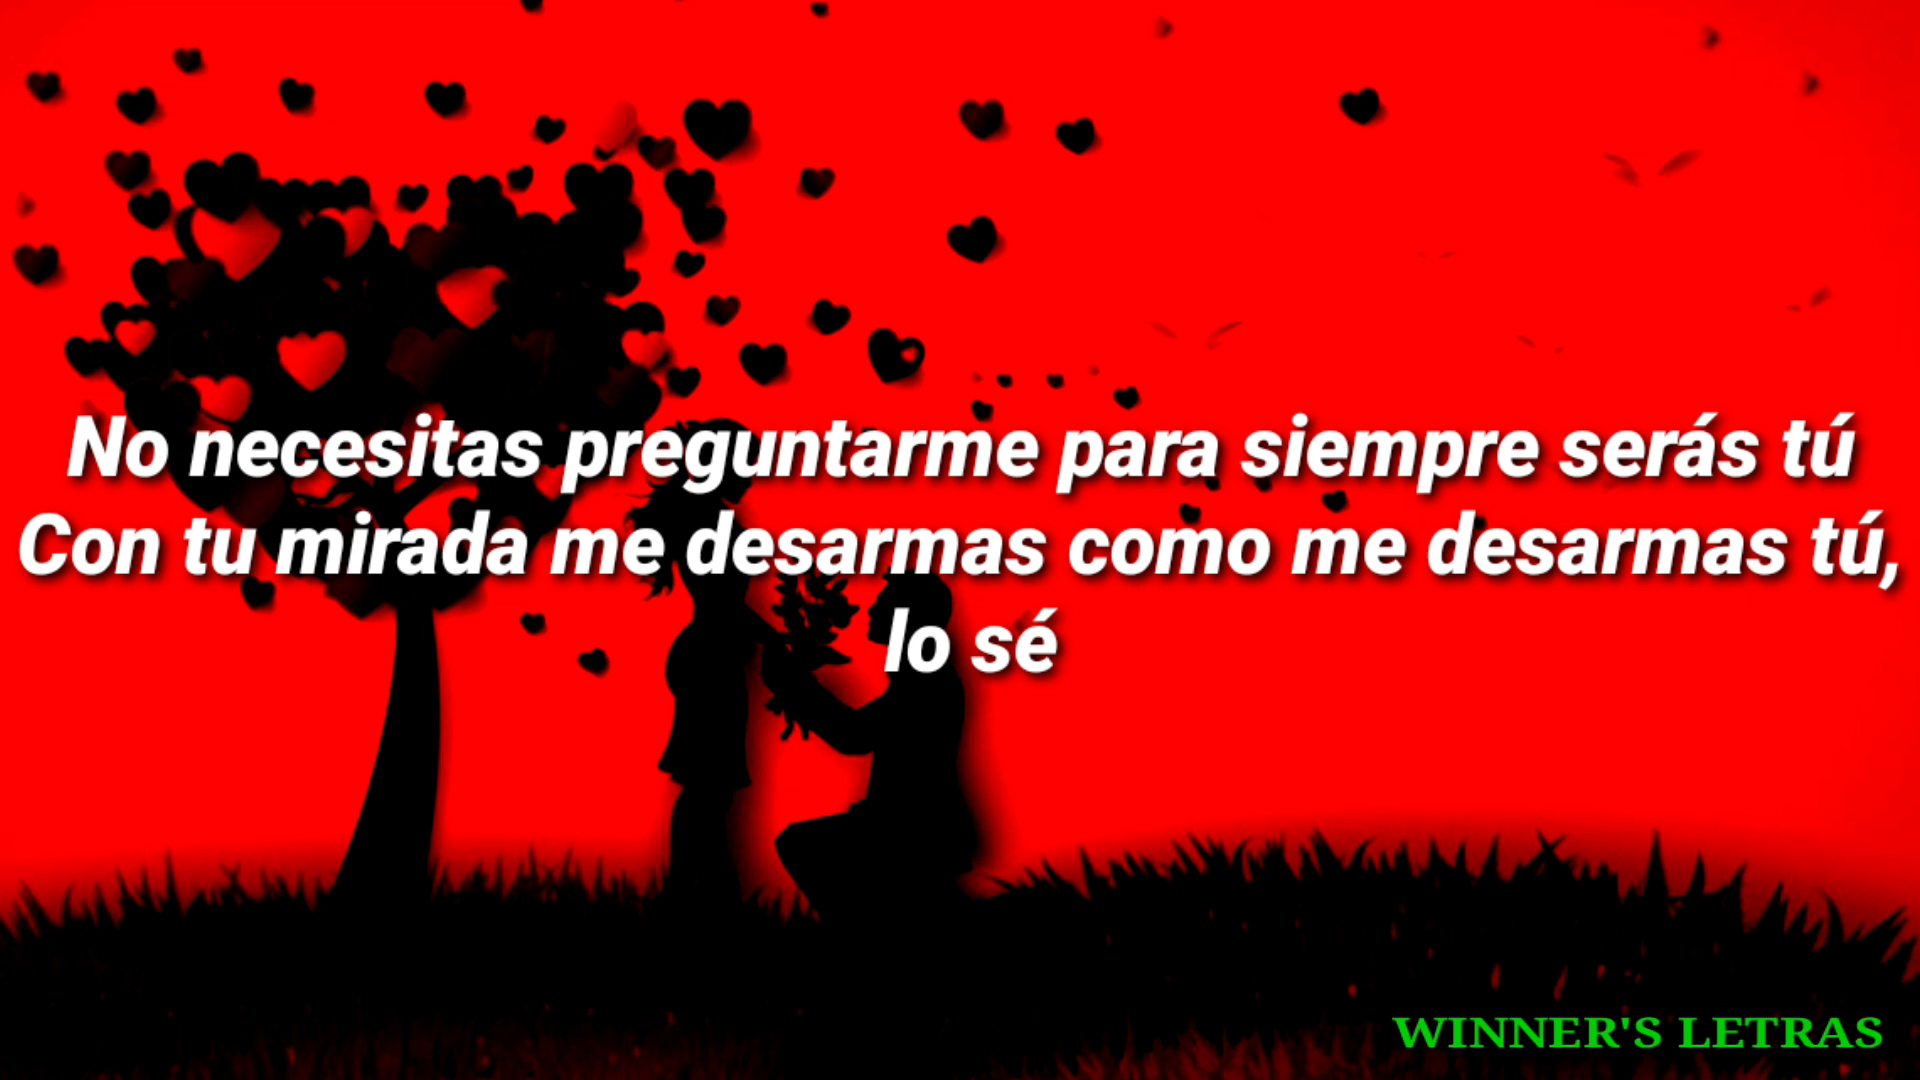 No necesitas preguntarme para siempre serás tú
Con tu mirada me desarmas como me desarmas tú,
lo sé
WINNER'S LETRAS